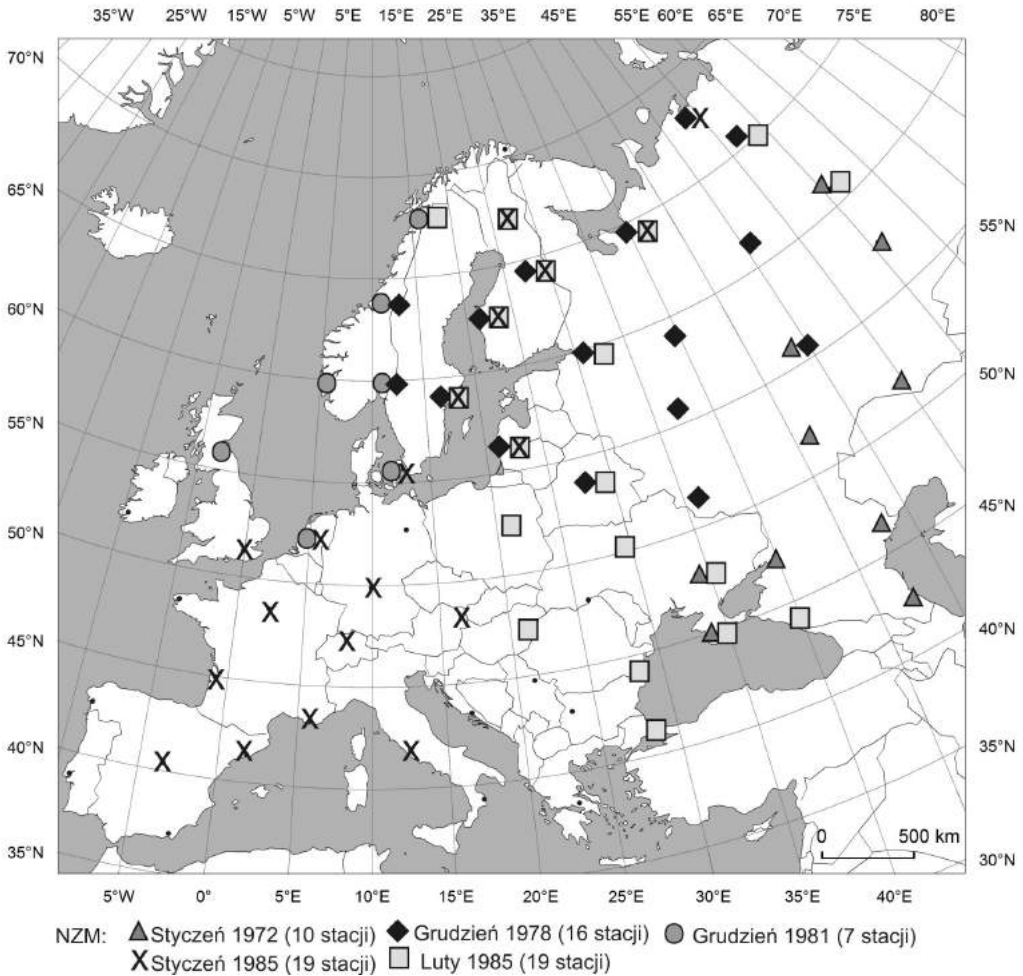 35°W 25°W 15°W 5°W 5°E 15°E 25°E 35°E 45°E 55°E 60°E 65°E 70°E 75°E 80°E
70°N
65°N
55°N
60°N
50°N
55°N
45°N
50°N
40°N
45°N
40°N
35°N
0 500 km
35°N
30°N
5°W 0°E 5°E 10°E 15°E 20°E 25°E 30°E 35°E 40°E
NZM: Styczeń 1972 (10 stacji) Grudzień 1978 (16 stacji) Grudzień 1981 (7 stacji)
Styczeń 1985 (19 stacji) Luty 1985 (19 stacji)